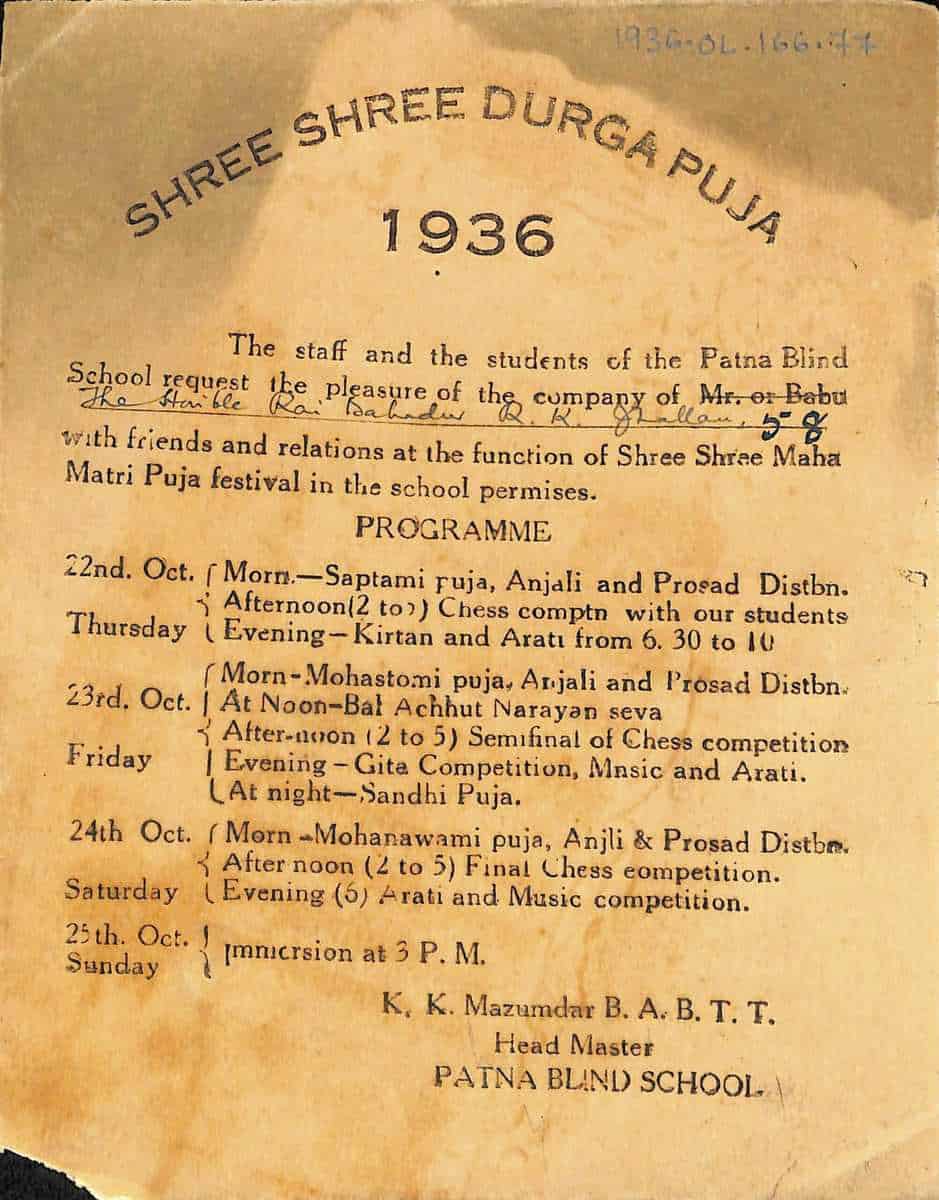 1936-OL.166.77
SHREE SHREE DURGA PUJA
1936
The staff and the students of the Patna Blind
School request the pleasure of the company of Mr. or Babu
The Hon'ble Rai Bahadur R. K.
with friends and relations at the function of Shree Shree Maha
Matri Puja festival in the school permises.
PROGRAMME
22nd. Oct. Morn.—Saptami puja, Anjali and Prosad Distbn.
Afternoon (2 to 5) Chess comptn with our students
Thursday Evening—Kirtan and Arati from 6. 30 to 10
Morn-Mohastomi puja, Anjali and Prosad Distbn.
23rd. Oct. At Noon-Bal Achhut Narayan seva
After-noon (2 to 5) Semifinal of Chess competition
Friday Evening—Gita Competition, Mnsic and Arati.
At night—Sandhi Puja.
24th Oct. Morn-Mohanawami puja, Anjli & Prosad Distbn.
After noon (2 to 5) Final Chess eompetition.
Saturday Evening (6) Arati and Music competition.
25th. Oct.
Sunday Immersion at 3 P. M.
K. K. Mazumdar B. A. B. T. T.
Head Master
PATNA BLIND SCHOOL.